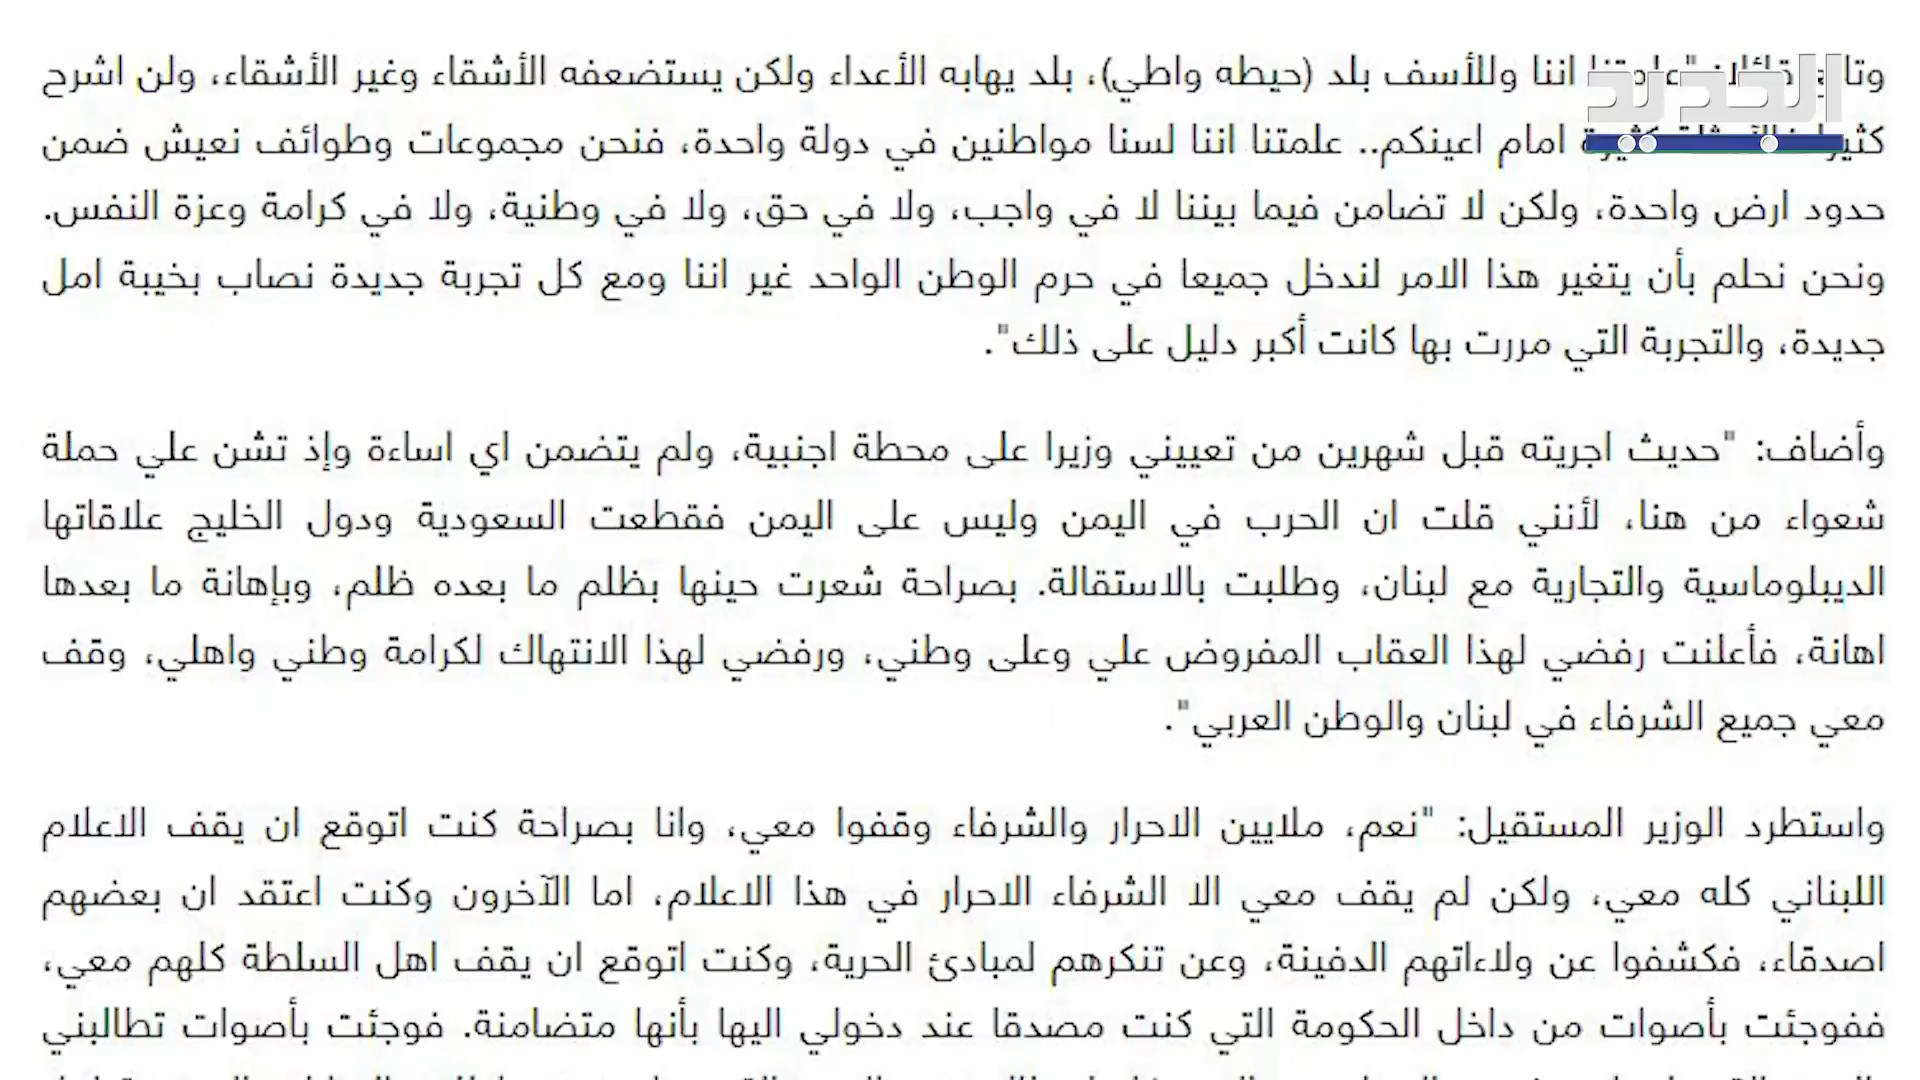 الجديد
اننا وللأسف بلد (حيطه واطي)، بلد يهابه الأعداء ولكن يستضعفه الأشقاء وغير الأشقاء، ولن اشرح
امام اعينكم.. علمتنا اننا لسنا مواطنين في دولة واحدة، فنحن مجموعات وطوائف نعيش ضمن
حدود ارض واحدة، ولكن لا تضامن فيما بيننا لا في واجب، ولا في حق، ولا في وطنية، ولا في كرامة وعزة النفس.
ونحن نحلم بأن يتغير هذا الامر لندخل جميعا في حرم الوطن الواحد غير اننا ومع كل تجربة جديدة نصاب بخيبة امل
جديدة، والتجربة التي مررت بها كانت أكبر دليل على ذلك".
وأضاف: "حديث اجريته قبل شهرين من تعييني وزيرا على محطة اجنبية، ولم يتضمن اي اساءة وإذ تشن علي حملة
شعواء من هنا، لأنني قلت ان الحرب في اليمن وليس على اليمن فقطعت السعودية ودول الخليج علاقاتها
الديبلوماسية والتجارية مع لبنان، وطلبت بالاستقالة. بصراحة شعرت حينها بظلم ما بعده ظلم، وبإهانة ما بعدها
اهانة، فأعلنت رفضي لهذا العقاب المفروض علي وعلى وطني، ورفضي لهذا الانتهاك لكرامة وطني واهلي، وقف
معي جميع الشرفاء في لبنان والوطن العربي".
واستطرد الوزير المستقيل: "نعم، ملايين الاحرار والشرفاء وقفوا معي، وانا بصراحة كنت اتوقع ان يقف الاعلام
اللبناني كله معي، ولكن لم يقف معي الا الشرفاء الاحرار في هذا الاعلام، اما الآخرون وكنت اعتقد ان بعضهم
اصدقاء، فكشفوا عن ولاءاتهم الدفينة، وعن تنكرهم لمبادئ الحرية، وكنت اتوقع ان يقف اهل السلطة كلهم معي،
ففوجئت بأصوات من داخل الحكومة التي كنت مصدقا عند دخولي اليها بأنها متضامنة. فوجئت بأصوات تطالبني